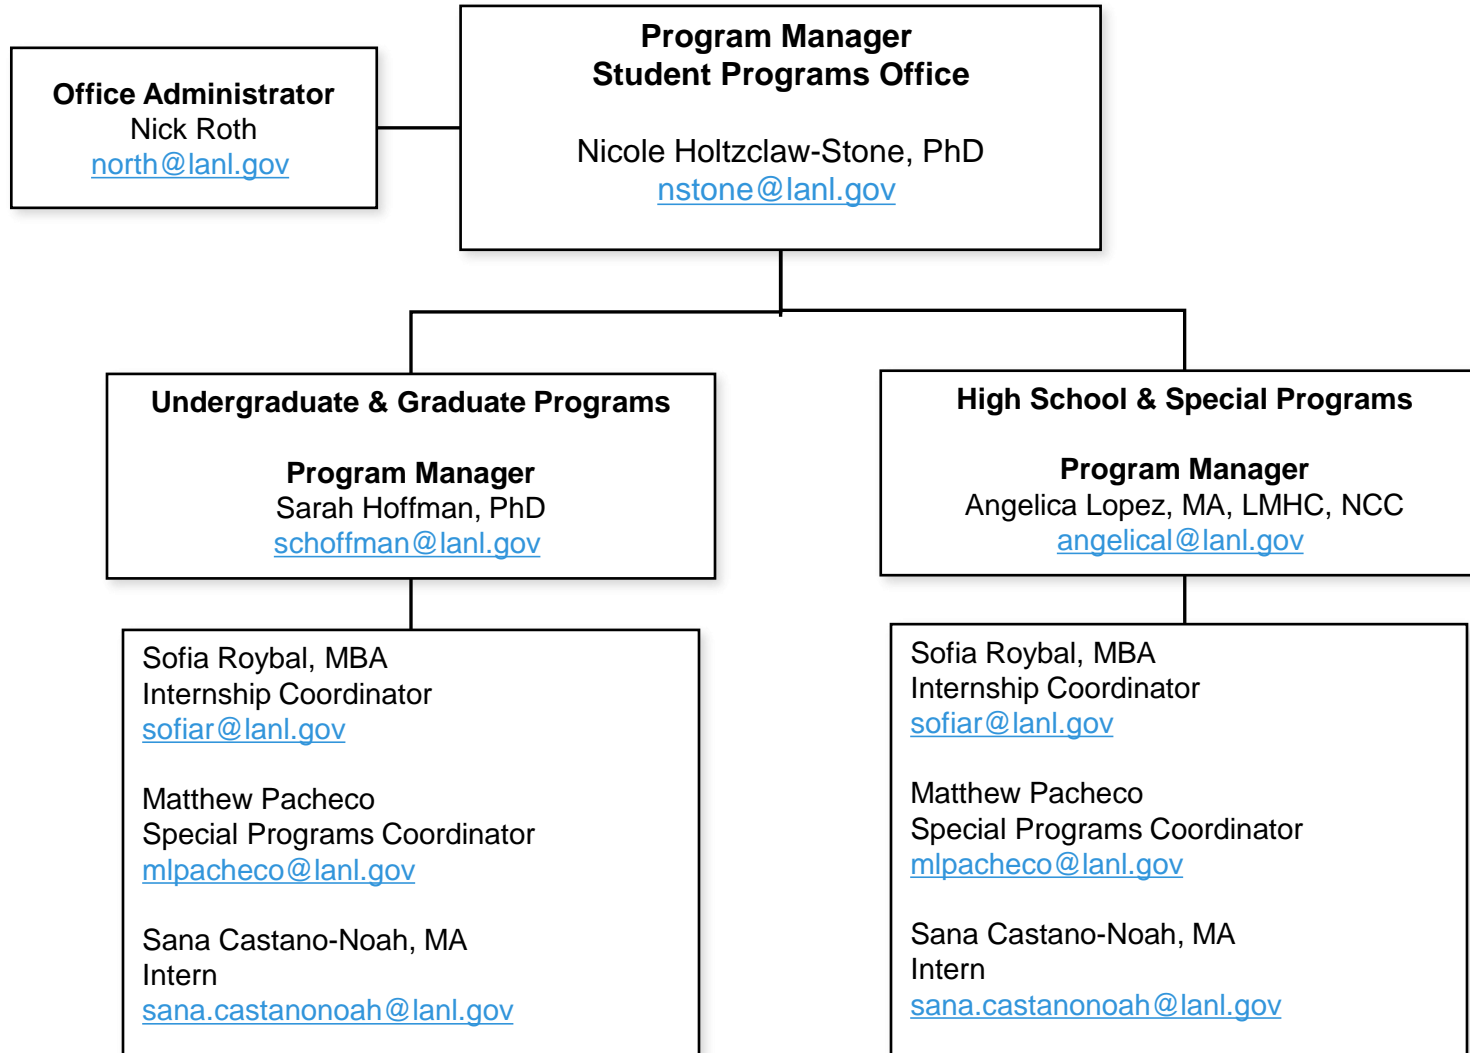 Program Manager
Student Programs Office
Nicole Holtzclaw-Stone, PhD
nstone@lanl.gov
Office Administrator
Nick Roth
north@lanl.gov
Undergraduate & Graduate Programs
Program Manager
Sarah Hoffman, PhD
schoffman@lanl.gov
High School & Special Programs
Program Manager
Angelica Lopez, MA, LMHC, NCC
angelical@lanl.gov
Sofia Roybal, MBA
Internship Coordinator
sofiar@lanl.gov
Matthew Pacheco
Special Programs Coordinator
mlpacheco@lanl.gov
Sana Castano-Noah, MA
Intern
sana.castanonoah@lanl.gov
Sofia Roybal, MBA
Internship Coordinator
sofiar@lanl.gov
Matthew Pacheco
Special Programs Coordinator
mlpacheco@lanl.gov
Sana Castano-Noah, MA
Intern
sana.castanonoah@lanl.gov